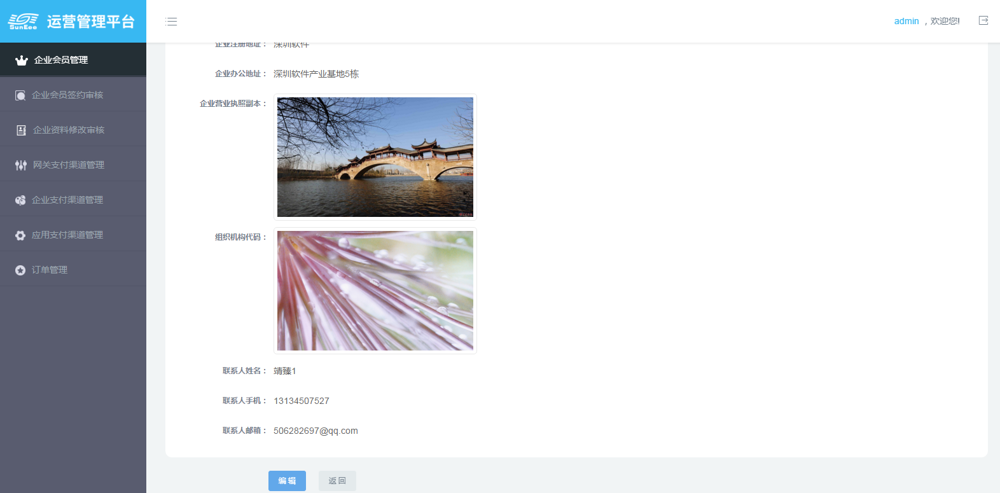 SunEee 运营管理平台
admin ，欢迎您!
企业会员管理
企业会员签约审核
企业资料修改审核
网关支付渠道管理
企业支付渠道管理
应用支付渠道管理
订单管理
企业注册地址： 深圳软件
企业办公地址： 深圳软件产业基地5栋
企业营业执照副本：
组织机构代码：
联系人姓名： 靖臻1
联系人手机： 13134507527
联系人邮箱： 506282697@qq.com
编辑 返回